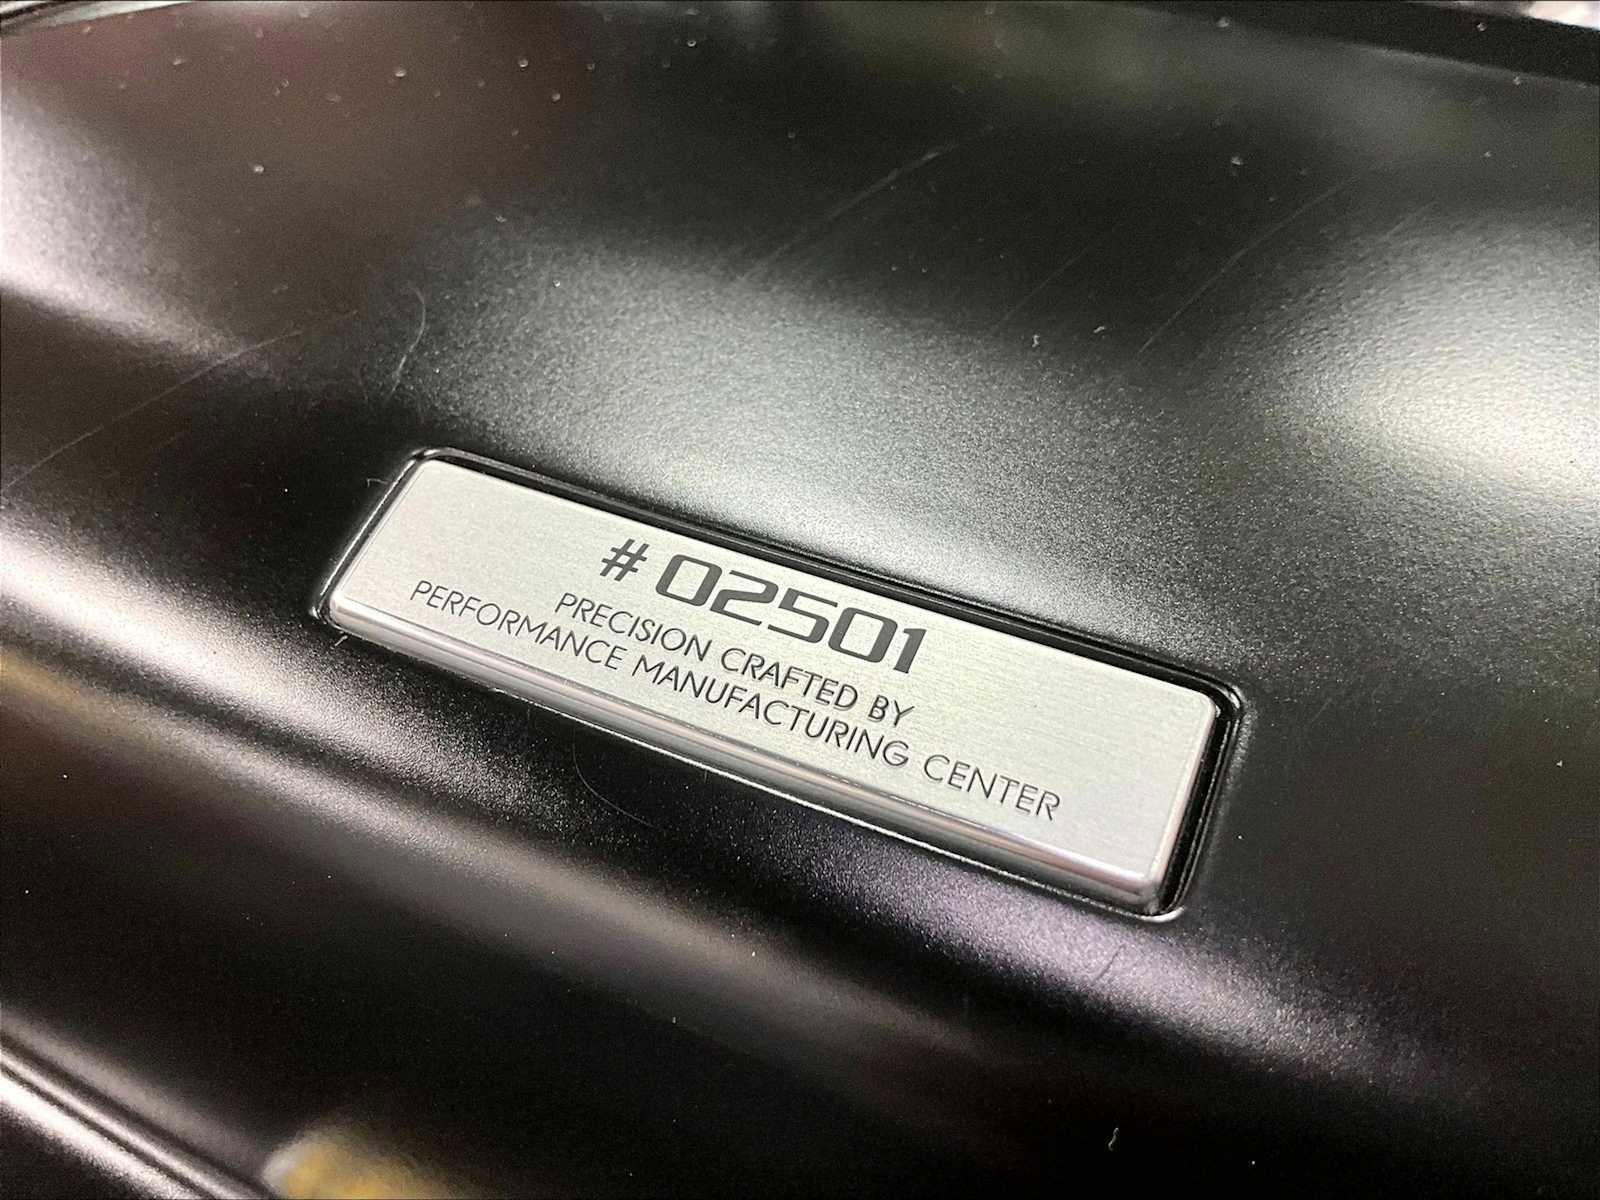 #02501
PRECISION CRAFTED BY
PERFORMANCE MANUFACTURING CENTER